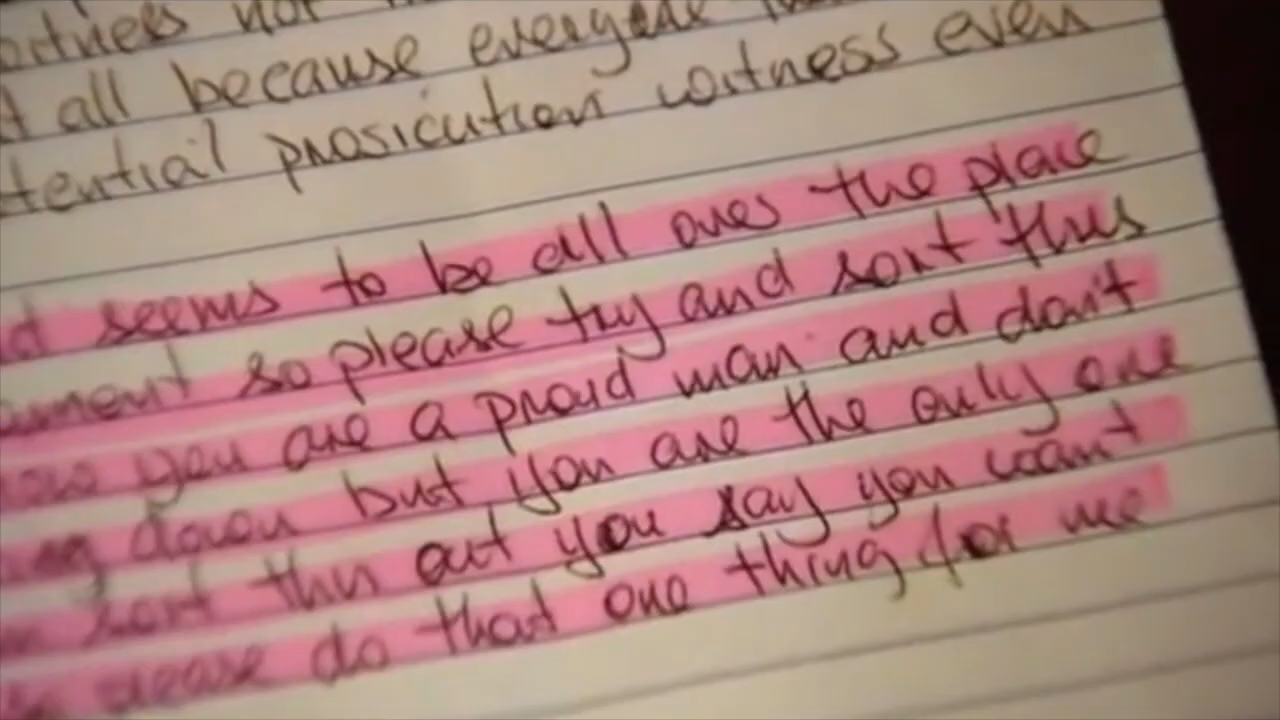 not
all because everyone
prosicution witness even
seems to be all over the place
so please try and sort this
you are a proud man and don't
down but you are the only one
sort this out you say you want
please do that one thing for me